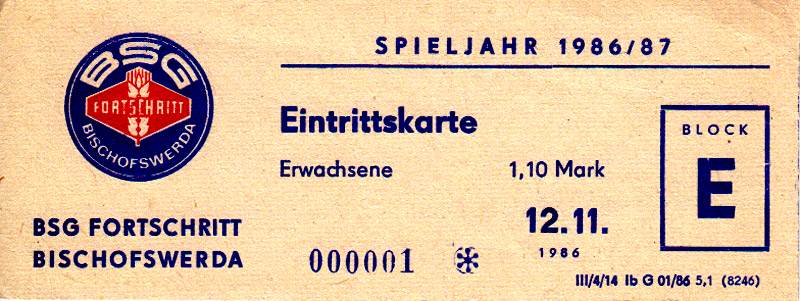 BSG
FORTSCHRITT
BISCHOFSWERDA
BSG FORTSCHRITT
BISCHOFSWERDA
SPIELJAHR 1986/87
Eintrittskarte
Erwachsene 1,10 Mark
12.11.
1986
000001
BLOCK
E
III/4/14 Ib G 01/86 5,1 (8246)